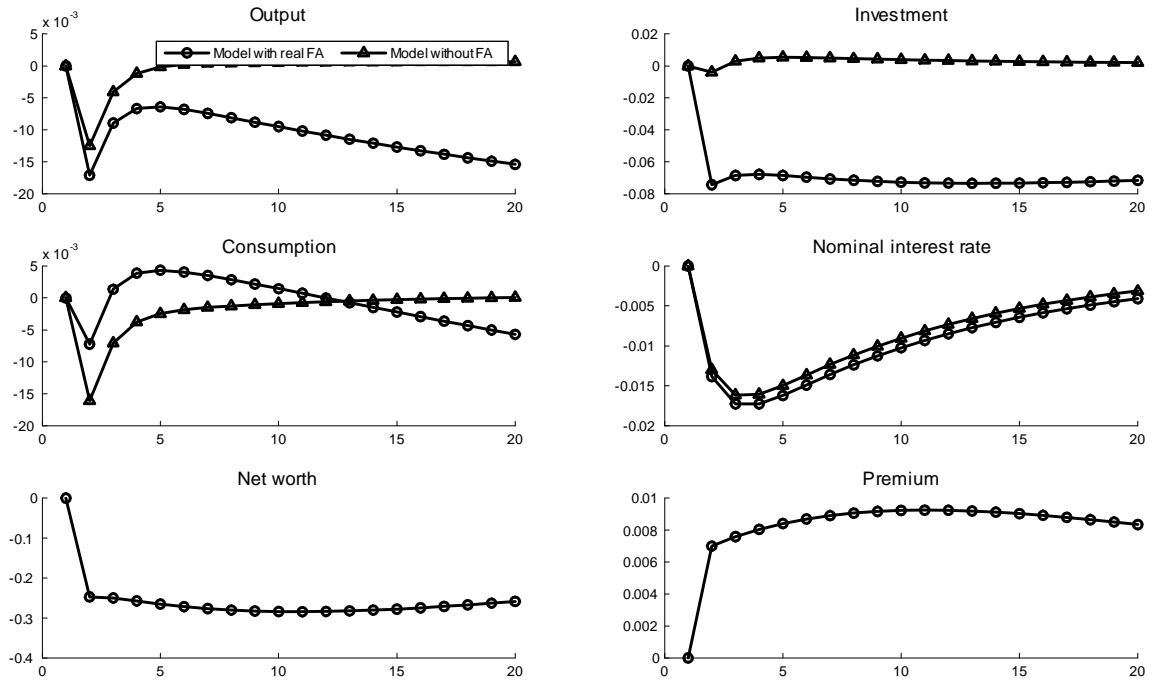 Output
x 10-3
5
0
-5
-10
-15
-20
0 5 10 15 20
Model with real FA Model without FA
Investment
0.02
0
-0.02
-0.04
-0.06
-0.08
0 5 10 15 20
Consumption
x 10-3
5
0
-5
-10
-15
-20
0 5 10 15 20
Nominal interest rate
0
-0.005
-0.01
-0.015
-0.02
0 5 10 15 20
Net worth
0
-0.1
-0.2
-0.3
-0.4
0 5 10 15 20
Premium
0.01
0.008
0.006
0.004
0.002
0
0 5 10 15 20